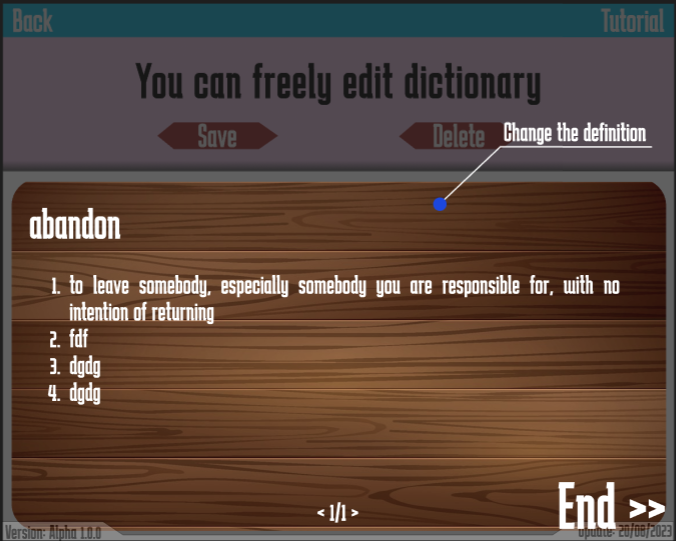 Back
Tutorial
You can freely edit dictionary
Save
Delete
Change the definition
abandon
1. to leave somebody, especially somebody you are responsible for, with no
intention of returning
2. fdf
3. dgdg
4. dgdg
< 1/1 >
End >>
Version: Alpha 1.0.0
Update: 20/08/2023